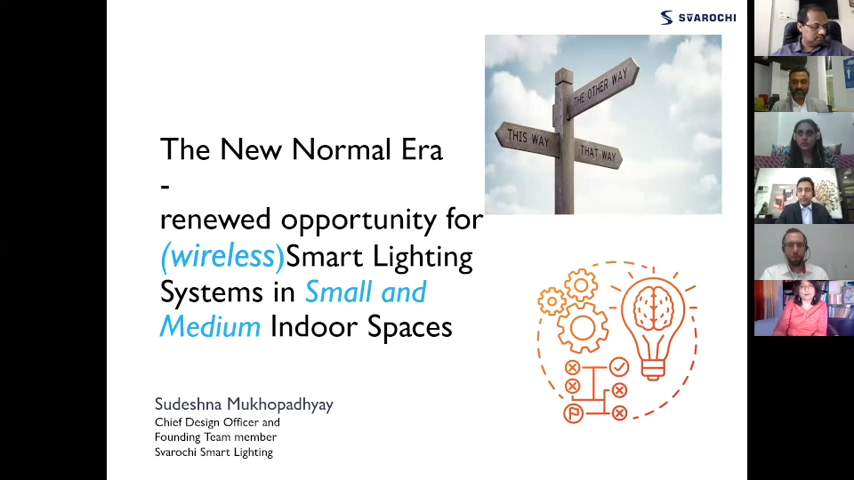 SVAROCHI
THE OTHER WAY
THIS WAY
THAT WAY
The New Normal Era
-
renewed opportunity for
(wireless)Smart Lighting
Systems in Small and
Medium Indoor Spaces
Sudeshna Mukhopadhyay
Chief Design Officer and
Founding Team member
Svarochi Smart Lighting